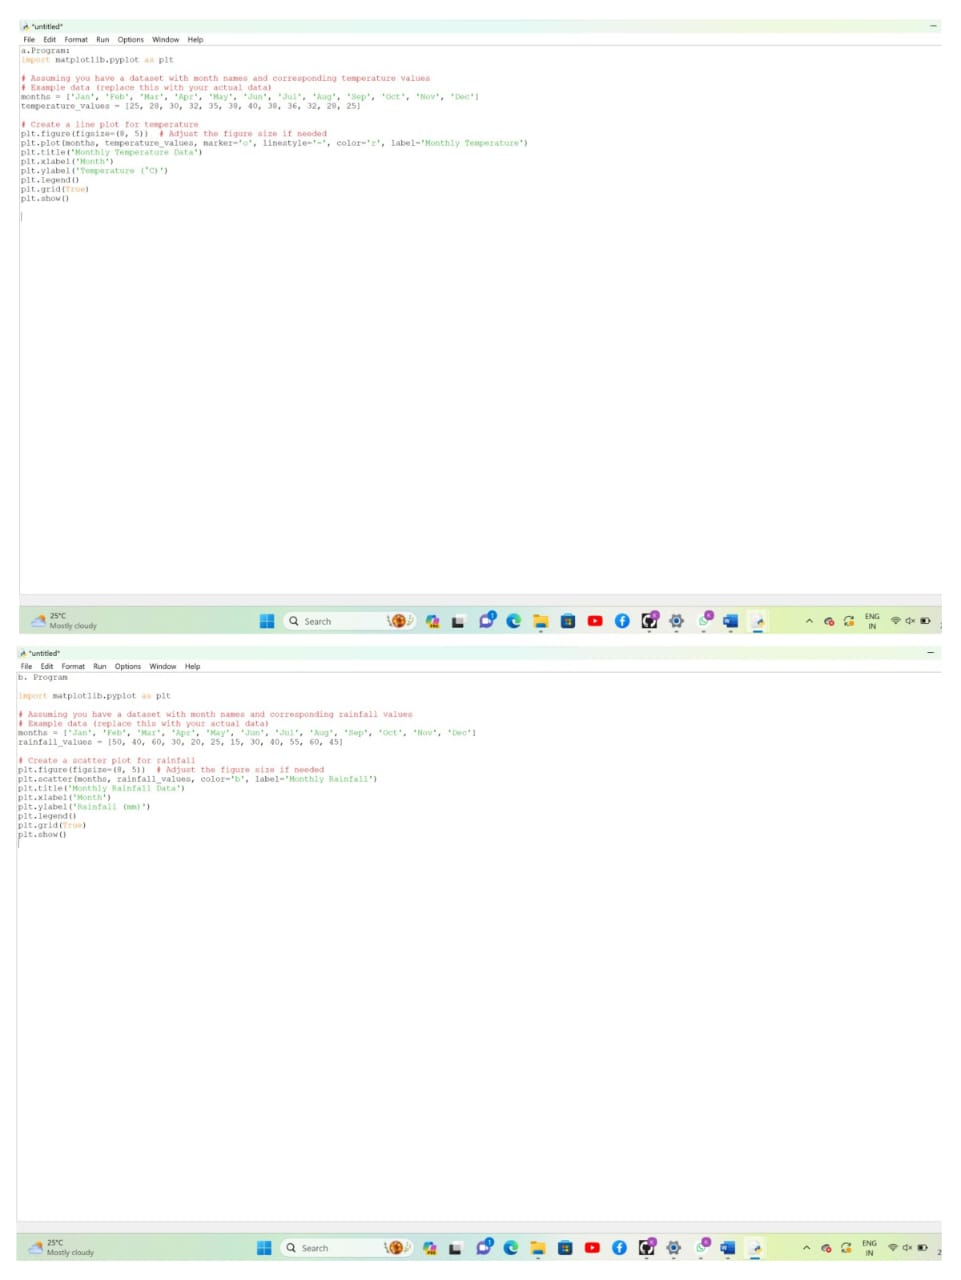 *untitled*
File Edit Format Run Options Window Help
a.Program:
import matplotlib.pyplot as plt
# Assuming you have a dataset with month names and corresponding temperature values
# Example data (replace this with your actual data)
months = ['Jan', 'Feb', 'Mar', 'Apr', 'May', 'Jun', 'Jul', 'Aug', 'Sep', 'Oct', 'Nov', 'Dec']
temperature_values = [25, 28, 30, 32, 35, 38, 40, 38, 36, 32, 28, 25]
# Create a line plot for temperature
plt.figure(figsize=(8, 5))  # Adjust the figure size if needed
plt.plot(months, temperature_values, marker='o', linestyle='-', color='r', label='Monthly Temperature')
plt.title('Monthly Temperature Data')
plt.xlabel('Month')
plt.ylabel('Temperature (°C)')
plt.legend()
plt.grid(True)
plt.show()
25°C
Mostly cloudy
Search
ENG
IN
*untitled*
File Edit Format Run Options Window Help
b. Program
import matplotlib.pyplot as plt
# Assuming you have a dataset with month names and corresponding rainfall values
# Example data (replace this with your actual data)
months = ['Jan', 'Feb', 'Mar', 'Apr', 'May', 'Jun', 'Jul', 'Aug', 'Sep', 'Oct', 'Nov', 'Dec']
rainfall_values = [50, 40, 60, 30, 20, 25, 15, 30, 40, 55, 60, 45]
# Create a scatter plot for rainfall
plt.figure(figsize=(8, 5))  # Adjust the figure size if needed
plt.scatter(months, rainfall_values, color='b', label='Monthly Rainfall')
plt.title('Monthly Rainfall Data')
plt.xlabel('Month')
plt.ylabel('Rainfall (mm)')
plt.legend()
plt.grid(True)
plt.show()
25°C
Mostly cloudy
Search
ENG
IN